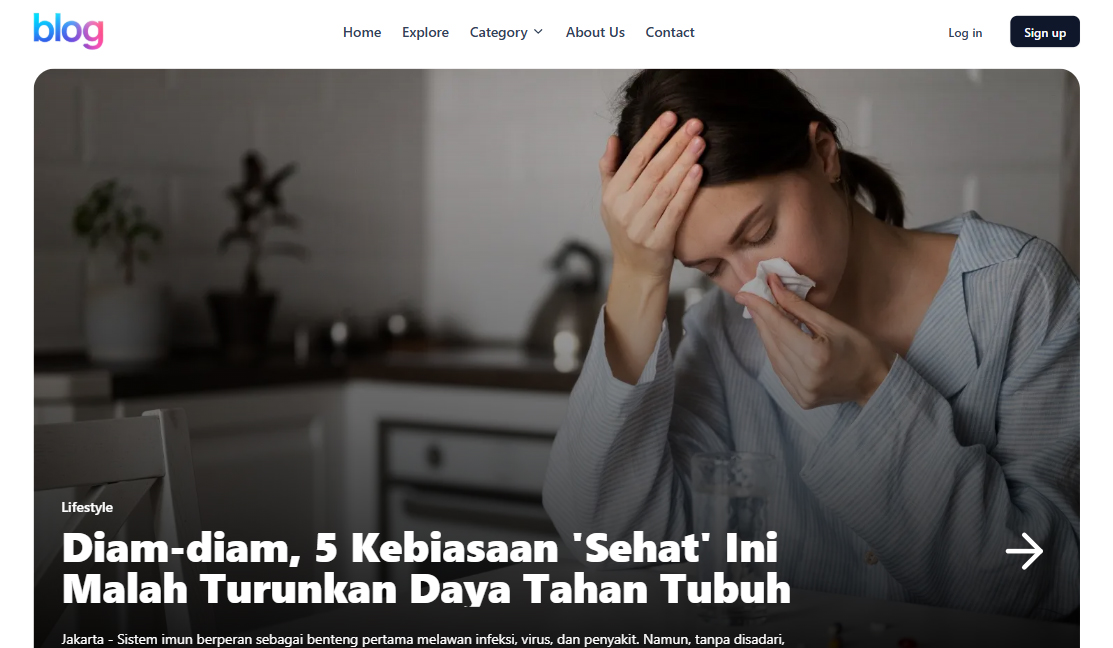 blog
Home Explore Category About Us Contact
Log in Sign up
Lifestyle
Diam-diam, 5 Kebiasaan 'Sehat' Ini
Malah Turunkan Daya Tahan Tubuh
Jakarta - Sistem imun berperan sebagai benteng pertama melawan infeksi, virus, dan penyakit. Namun, tanpa disadari,